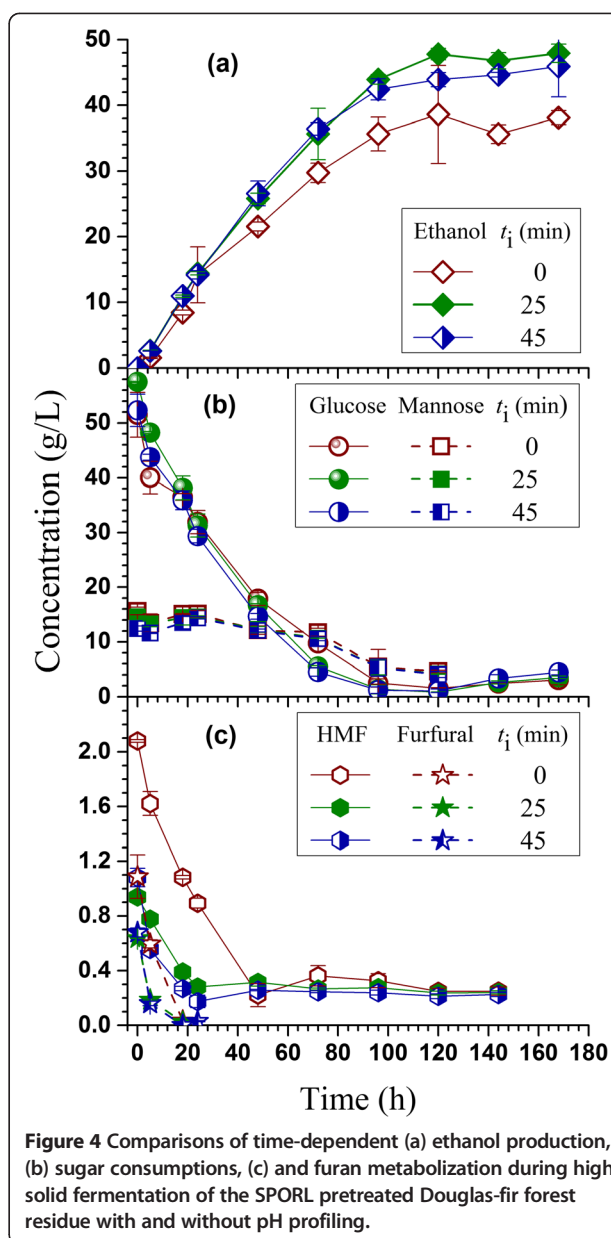 (a)
50
40
30
20
10
0
Ethanol tᵢ (min)
0
25
45
(b)
50
40
30
20
10
0
Glucose Mannose tᵢ (min)
0
25
45
Concentration (g/L)
(c)
2.0
1.6
1.2
0.8
0.4
0.0
HMF Furfural tᵢ (min)
0
25
45
0 20 40 60 80 100 120 140 160 180
Time (h)
Figure 4 Comparisons of time-dependent (a) ethanol production,
(b) sugar consumptions, (c) and furan metabolization during high
solid fermentation of the SPORL pretreated Douglas-fir forest
residue with and without pH profiling.